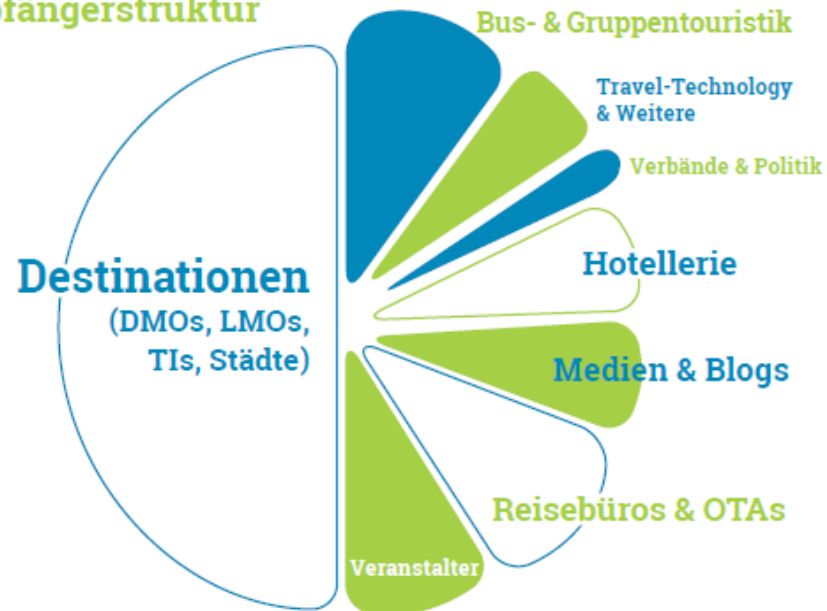 fängerstruktur
Bus- & Gruppentouristik
Travel-Technology
& Weitere
Verbände & Politik
Hotellerie
Destinationen
(DMOs, LMOs,
TIs, Städte)
Medien & Blogs
Reisebüros & OTAs
Veranstalter